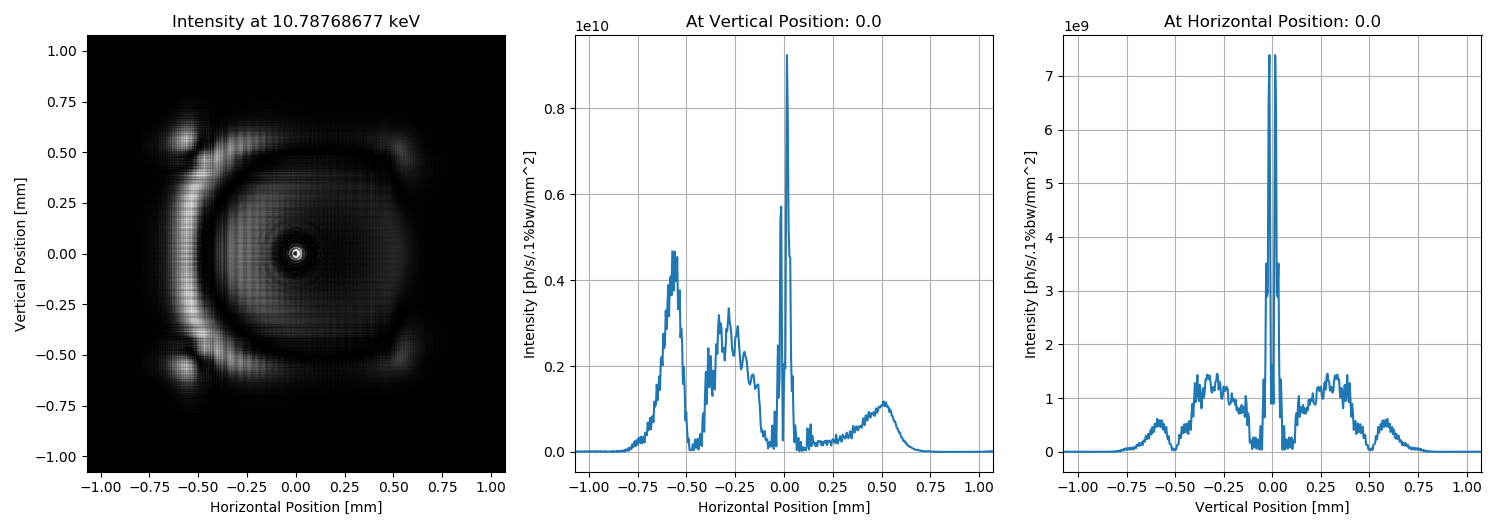 Intensity at 10.78768677 keV
1.00
0.75
0.50
0.25
0.00
−0.25
−0.50
−0.75
−1.00
Vertical Position [mm]
−1.00 −0.75 −0.50 −0.25 0.00 0.25 0.50 0.75 1.00
Horizontal Position [mm]
At Vertical Position: 0.0
1e10
0.8
0.6
0.4
0.2
0.0
Intensity [ph/s/.1%bw/mm^2]
−1.00 −0.75 −0.50 −0.25 0.00 0.25 0.50 0.75 1.00
Horizontal Position [mm]
At Horizontal Position: 0.0
1e9
7
6
5
4
3
2
1
0
Intensity [ph/s/.1%bw/mm^2]
−1.00 −0.75 −0.50 −0.25 0.00 0.25 0.50 0.75 1.00
Vertical Position [mm]